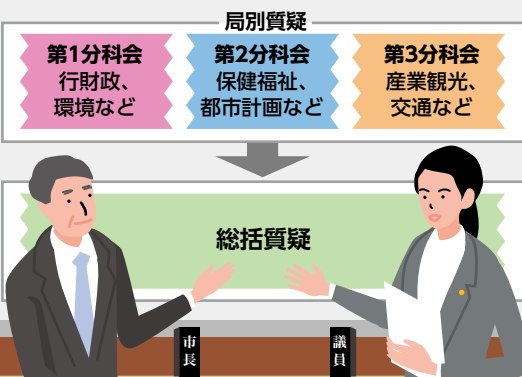 局別質疑
第1分科会
行財政、
環境など
第2分科会
保健福祉、
都市計画など
第3分科会
産業観光、
交通など
総括質疑
市長
議員